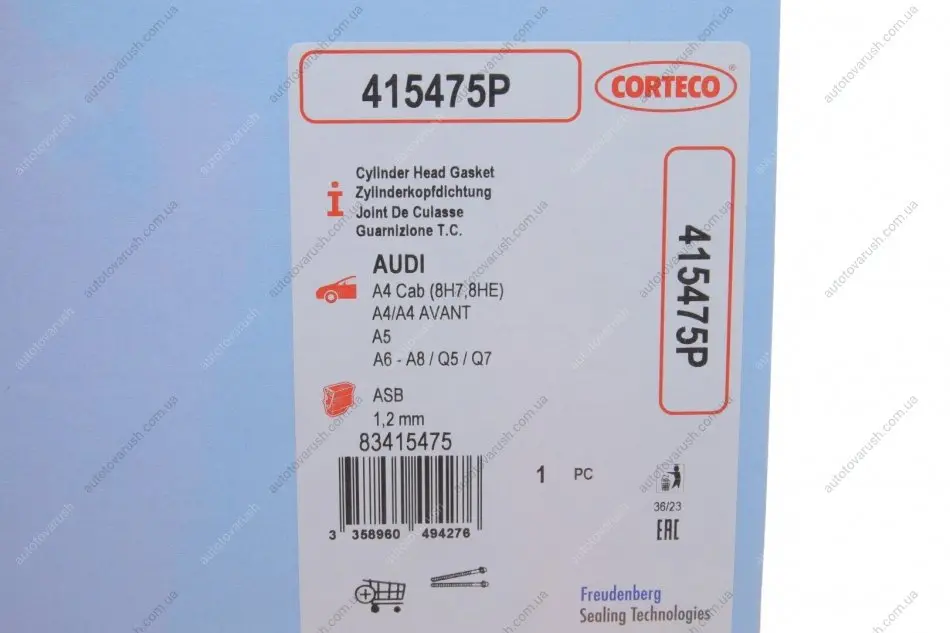 415475P
CORTECO®
Cylinder Head Gasket
Zylinderkopfdichtung
Joint De Culasse
Guarnizione T.C.
415475P
AUDI
A4 Cab (8H7,8HE)
A4/A4 AVANT
A5
A6 - A8 / Q5 / Q7
ASB
1,2 mm
83415475
3 358960 494276
1 PC
36/23
EAC
Freudenberg
Sealing Technologies
autotovarush.com.ua